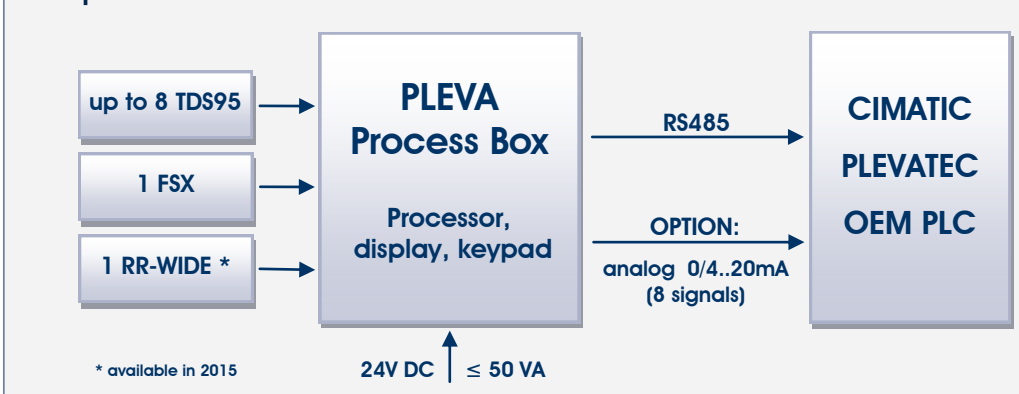 up to 8 TDS95
1 FSX
1 RR-WIDE *
PLEVA
Process Box
Processor,
display, keypad
RS485
OPTION:
analog 0/4..20mA
(8 signals)
CIMATIC
PLEVATEC
OEM PLC
* available in 2015
24V DC ≤ 50 VA